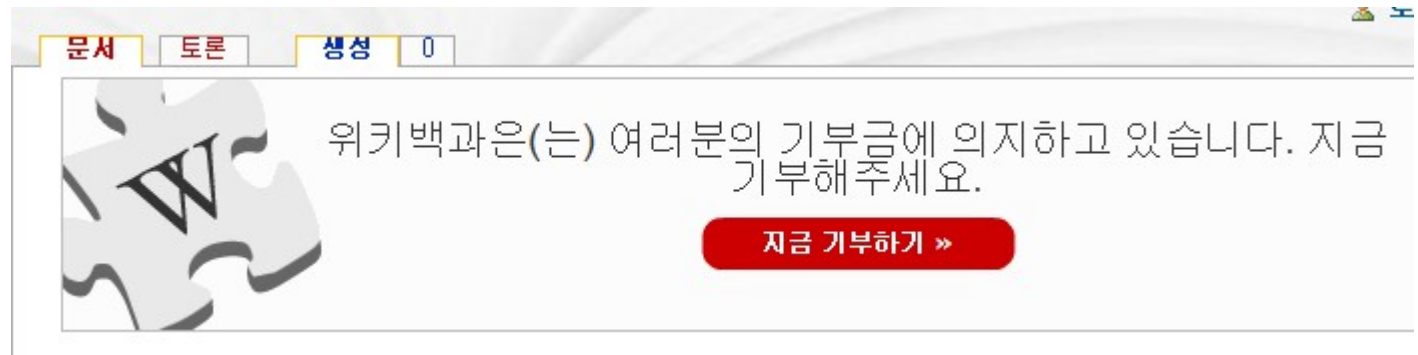 문서 토론 생성 0
위키백과은(는) 여러분의 기부금에 의지하고 있습니다. 지금
기부해주세요.
지금 기부하기 »
W